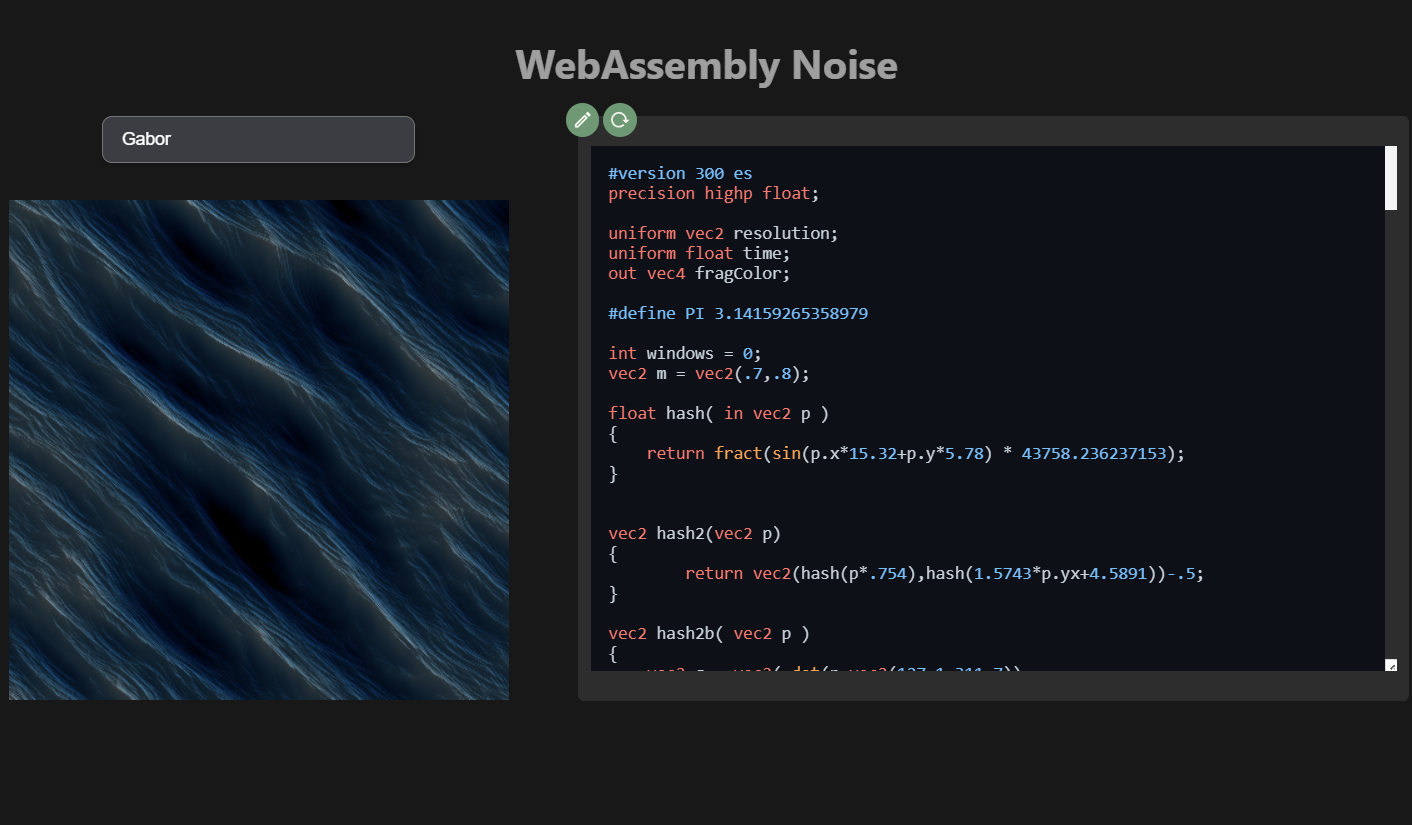 WebAssembly Noise
Gabor
#version 300 es
precision highp float;
uniform vec2 resolution;
uniform float time;
out vec4 fragColor;
#define PI 3.14159265358979
int windows = 0;
vec2 m = vec2(.7,.8);
float hash( in vec2 p )
{
return fract(sin(p.x*15.32+p.y*5.78) * 43758.236237153);
}
vec2 hash2(vec2 p)
{
return vec2(hash(p*.754),hash(1.5743*p.yx+4.5891))-.5;
}
vec2 hash2b( vec2 p )
{